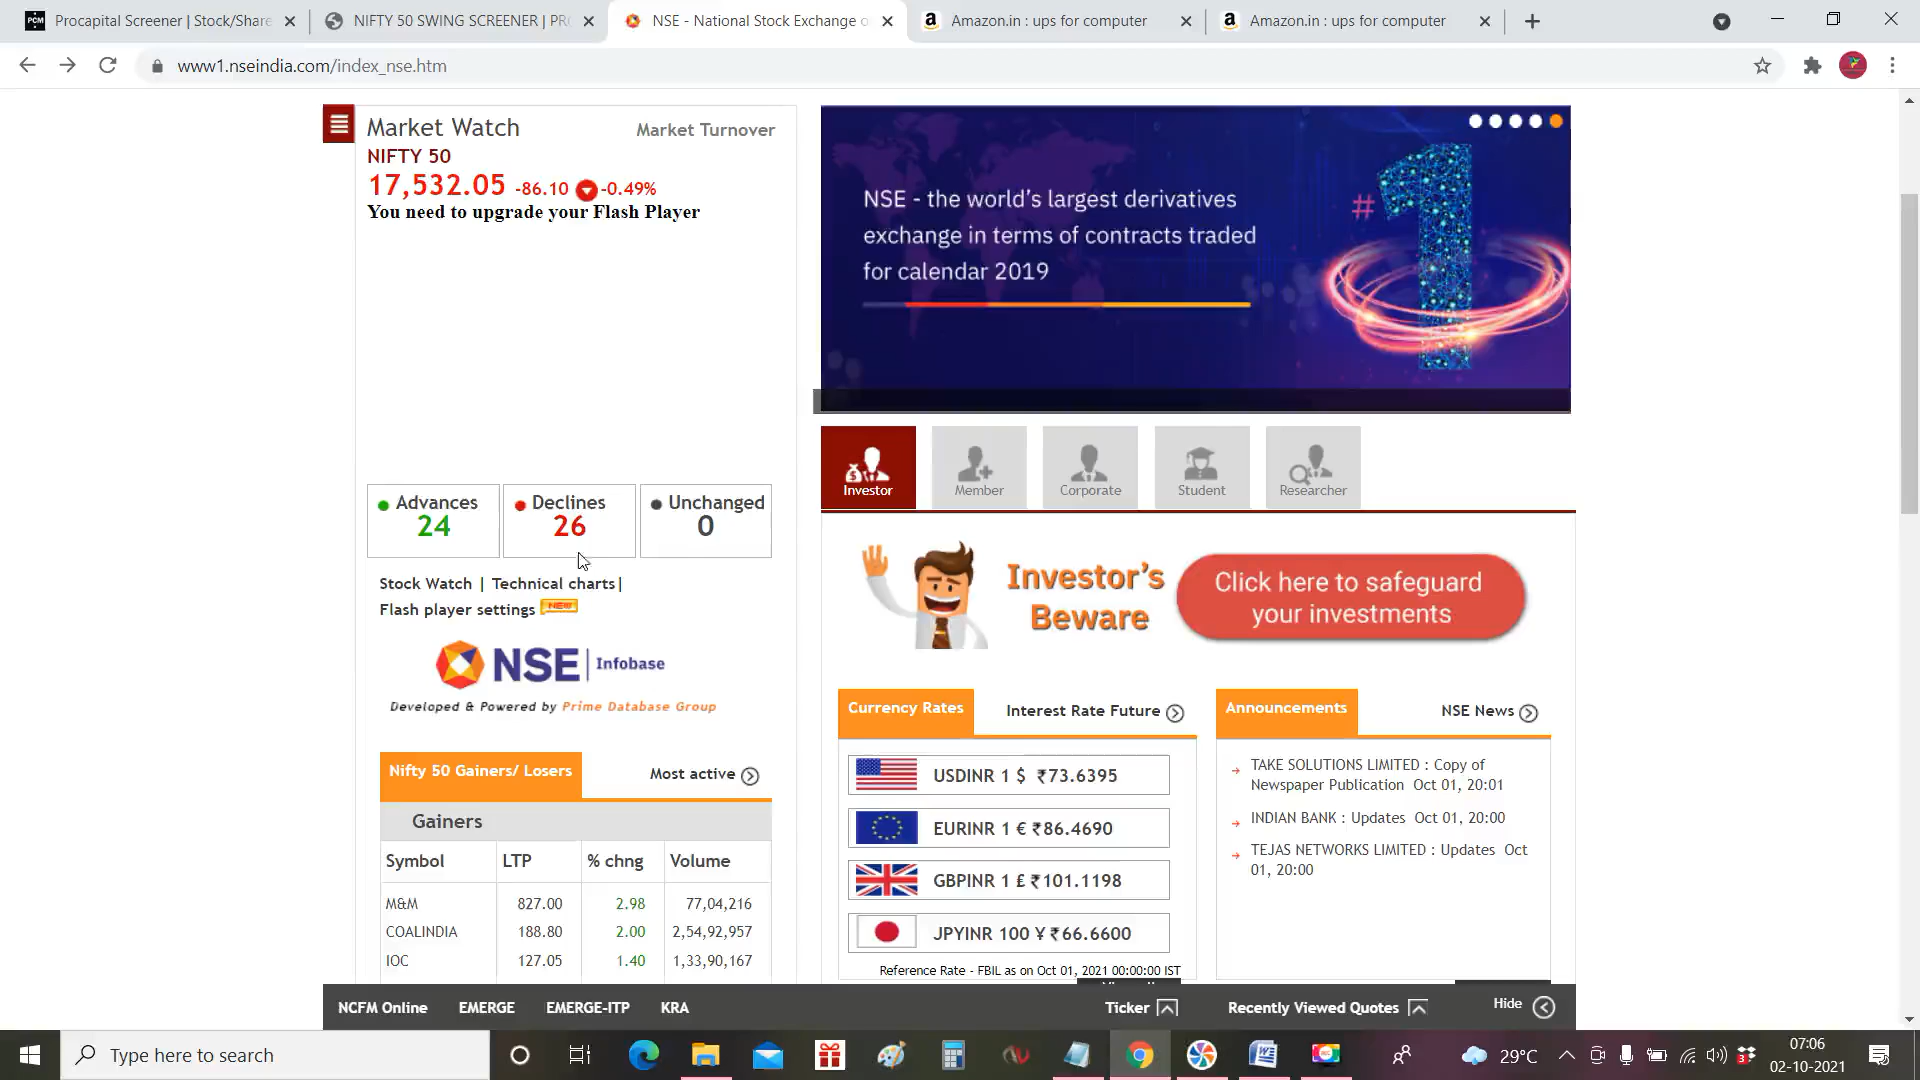 PCM Procapital Screener | Stock/Share
NIFTY 50 SWING SCREENER | PR
NSE - National Stock Exchange o
Amazon.in : ups for computer
Amazon.in : ups for computer
www1.nseindia.com/index_nse.htm
Market Watch
Market Turnover
NIFTY 50
17,532.05 -86.10 -0.49%
You need to upgrade your Flash Player
Advances
24
Declines
26
Unchanged
0
Stock Watch | Technical charts|
Flash player settings NEW
NSE | Infobase
Developed & Powered by Prime Database Group
Nifty 50 Gainers/ Losers
Most active
Gainers
Symbol LTP % chng Volume
M&M 827.00 2.98 77,04,216
COALINDIA 188.80 2.00 2,54,92,957
IOC 127.05 1.40 1,33,90,167
NSE - the world's largest derivatives
exchange in terms of contracts traded
for calendar 2019
#1
Investor
Member
Corporate
Student
Researcher
Investor's
Beware
Click here to safeguard
your investments
Currency Rates
Interest Rate Future
USDINR 1 $ ₹73.6395
EURINR 1 € ₹86.4690
GBPINR 1 £ ₹101.1198
JPYINR 100 ¥ ₹66.6600
Reference Rate - FBIL as on Oct 01, 2021 00:00:00 IST
Announcements
NSE News
TAKE SOLUTIONS LIMITED : Copy of
Newspaper Publication Oct 01, 20:01
INDIAN BANK : Updates Oct 01, 20:00
TEJAS NETWORKS LIMITED : Updates Oct
01, 20:00
NCFM Online
EMERGE
EMERGE-ITP
KRA
Ticker
Recently Viewed Quotes
Hide
Type here to search
29°C
07:06
02-10-2021